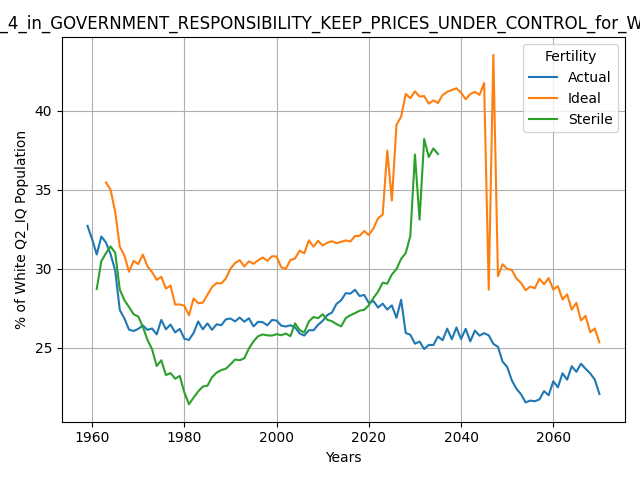 _4_in_GOVERNMENT_RESPONSIBILITY_KEEP_PRICES_UNDER_CONTROL_for_W
Fertility
Actual
Ideal
Sterile
% of White Q2_IQ Population
40
35
30
25
1960
1980
2000
2020
2040
2060
Years